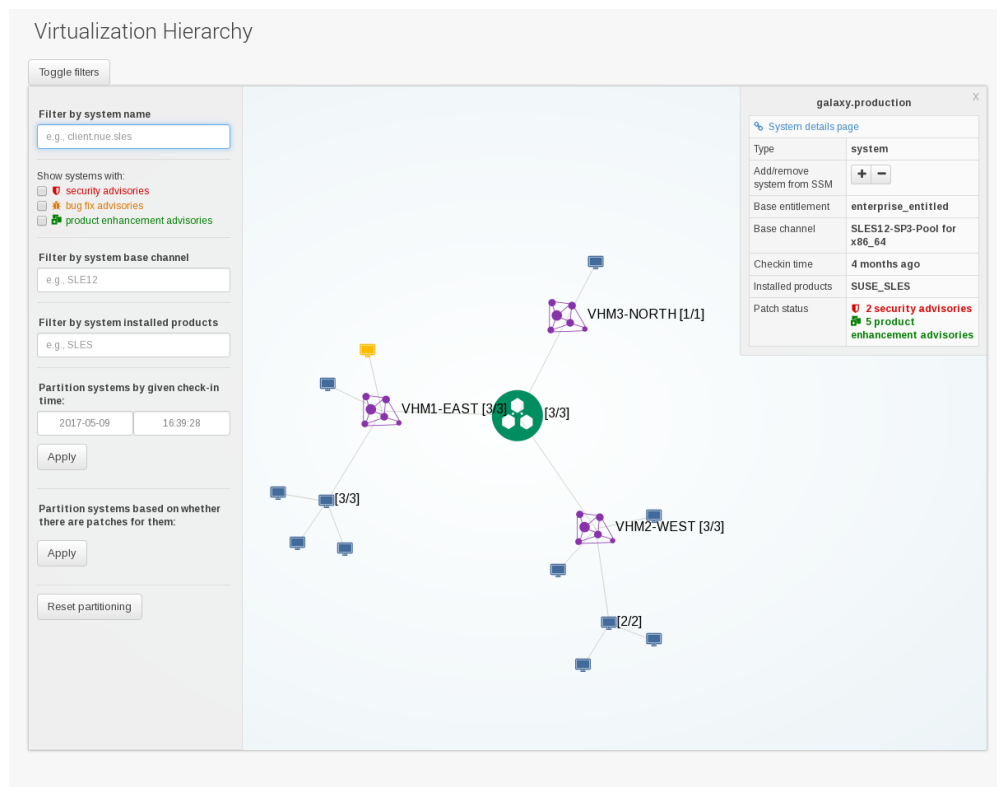 Virtualization Hierarchy
Toggle filters
Filter by system name
e.g., client.nue.sles
Show systems with:
security advisories
bug fix advisories
product enhancement advisories
Filter by system base channel
e.g., SLE12
Filter by system installed products
e.g., SLES
Partition systems by given check-in
time:
2017-05-09 16:39:28
Apply
Partition systems based on whether
there are patches for them:
Apply
Reset partitioning
VHM3-NORTH [1/1]
VHM1-EAST [3/3]
[3/3]
[3/3]
VHM2-WEST [3/3]
[2/2]
galaxy.production X
System details page
Type system
Add/remove
system from SSM
Base entitlement enterprise_entitled
Base channel SLES12-SP3-Pool for
x86_64
Checkin time 4 months ago
Installed products SUSE_SLES
Patch status 2 security advisories
5 product
enhancement advisories